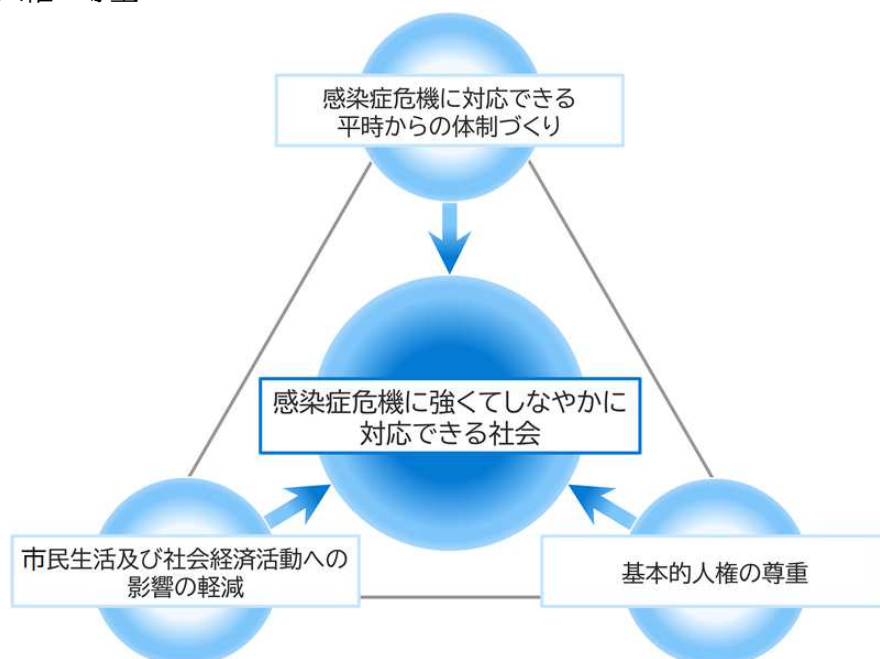 感染症危機に対応できる
平時からの体制づくり
感染症危機に強くてしなやかに
対応できる社会
市民生活及び社会経済活動への
影響の軽減
基本的人権の尊重